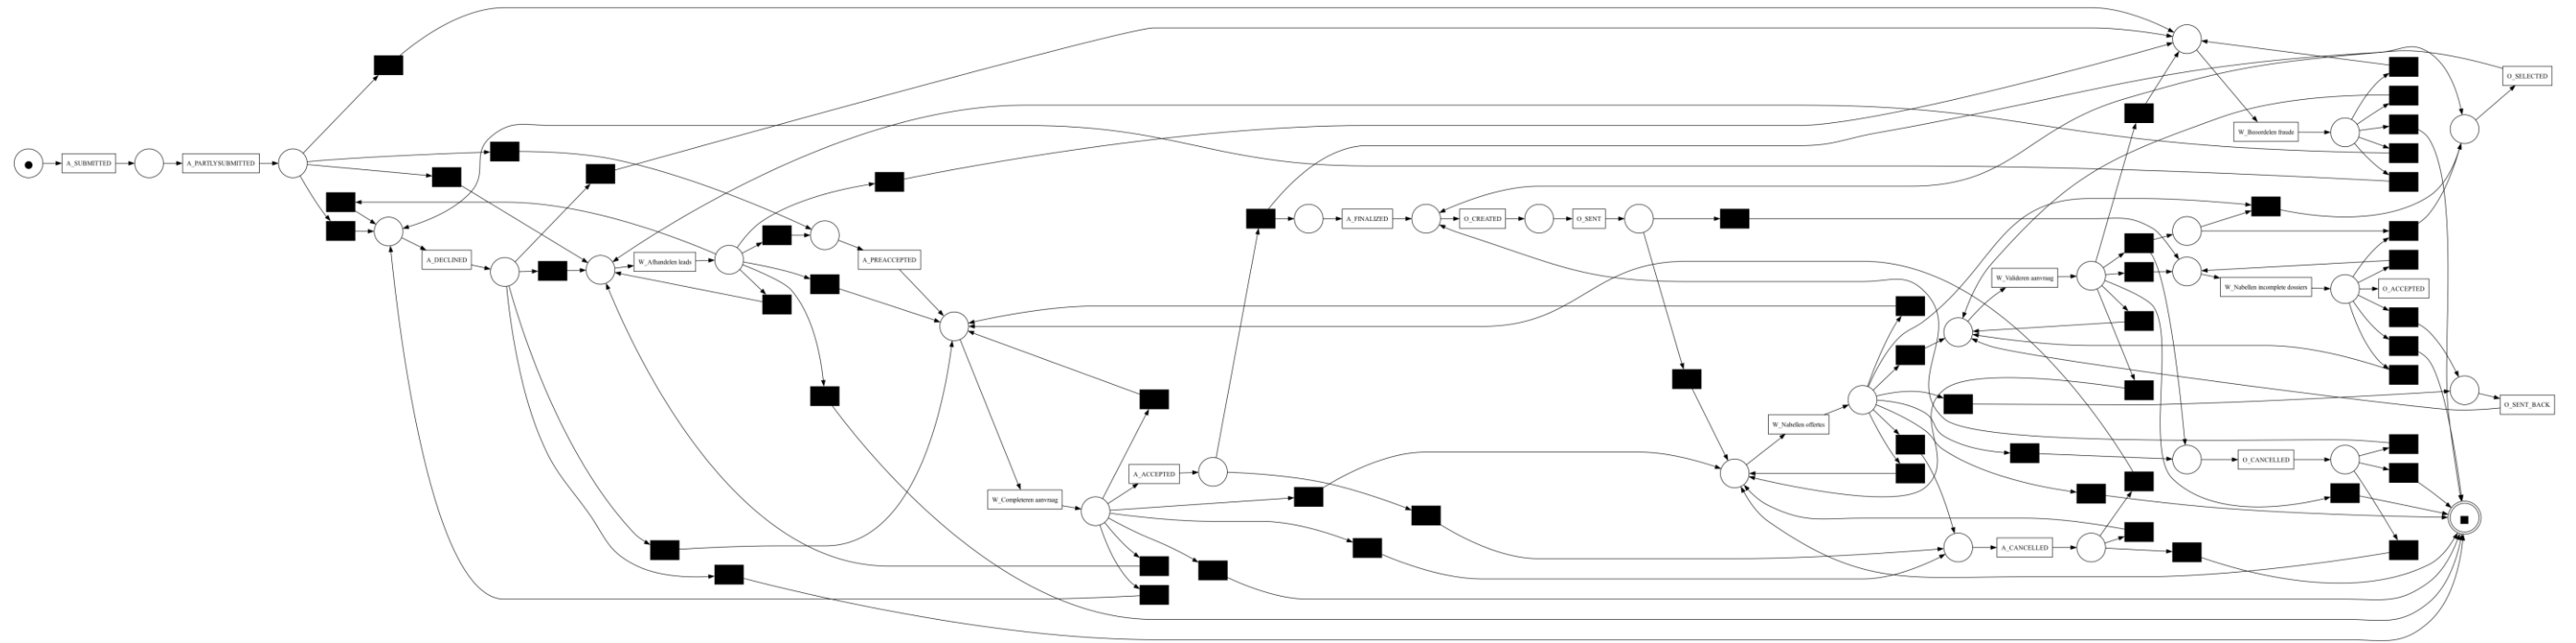 A_SUBMITTED
A_PARTLYSUBMITTED
A_DECLINED
W_Afhandelen leads
A_PREACCEPTED
W_Completeren aanvraag
A_ACCEPTED
A_FINALIZED
O_CREATED
O_SENT
W_Nabellen offertes
A_CANCELLED
W_Valideren aanvraag
O_CANCELLED
W_Nabellen incomplete dossiers
W_Beoordelen fraude
O_ACCEPTED
O_SELECTED
O_SENT_BACK